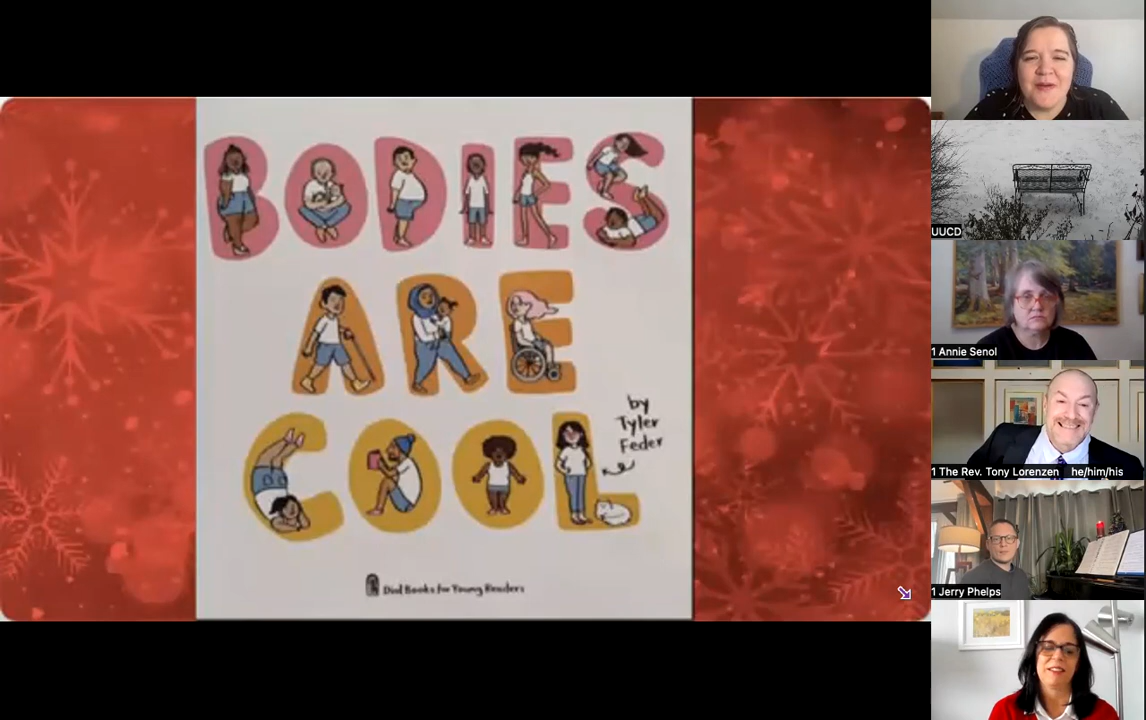 BODIES
ARE
COOL
by
Tyler
Feder
Dial Books for Young Readers
UUCD
1 Annie Senol
1 The Rev. Tony Lorenzen he/him/his
1 Jerry Phelps